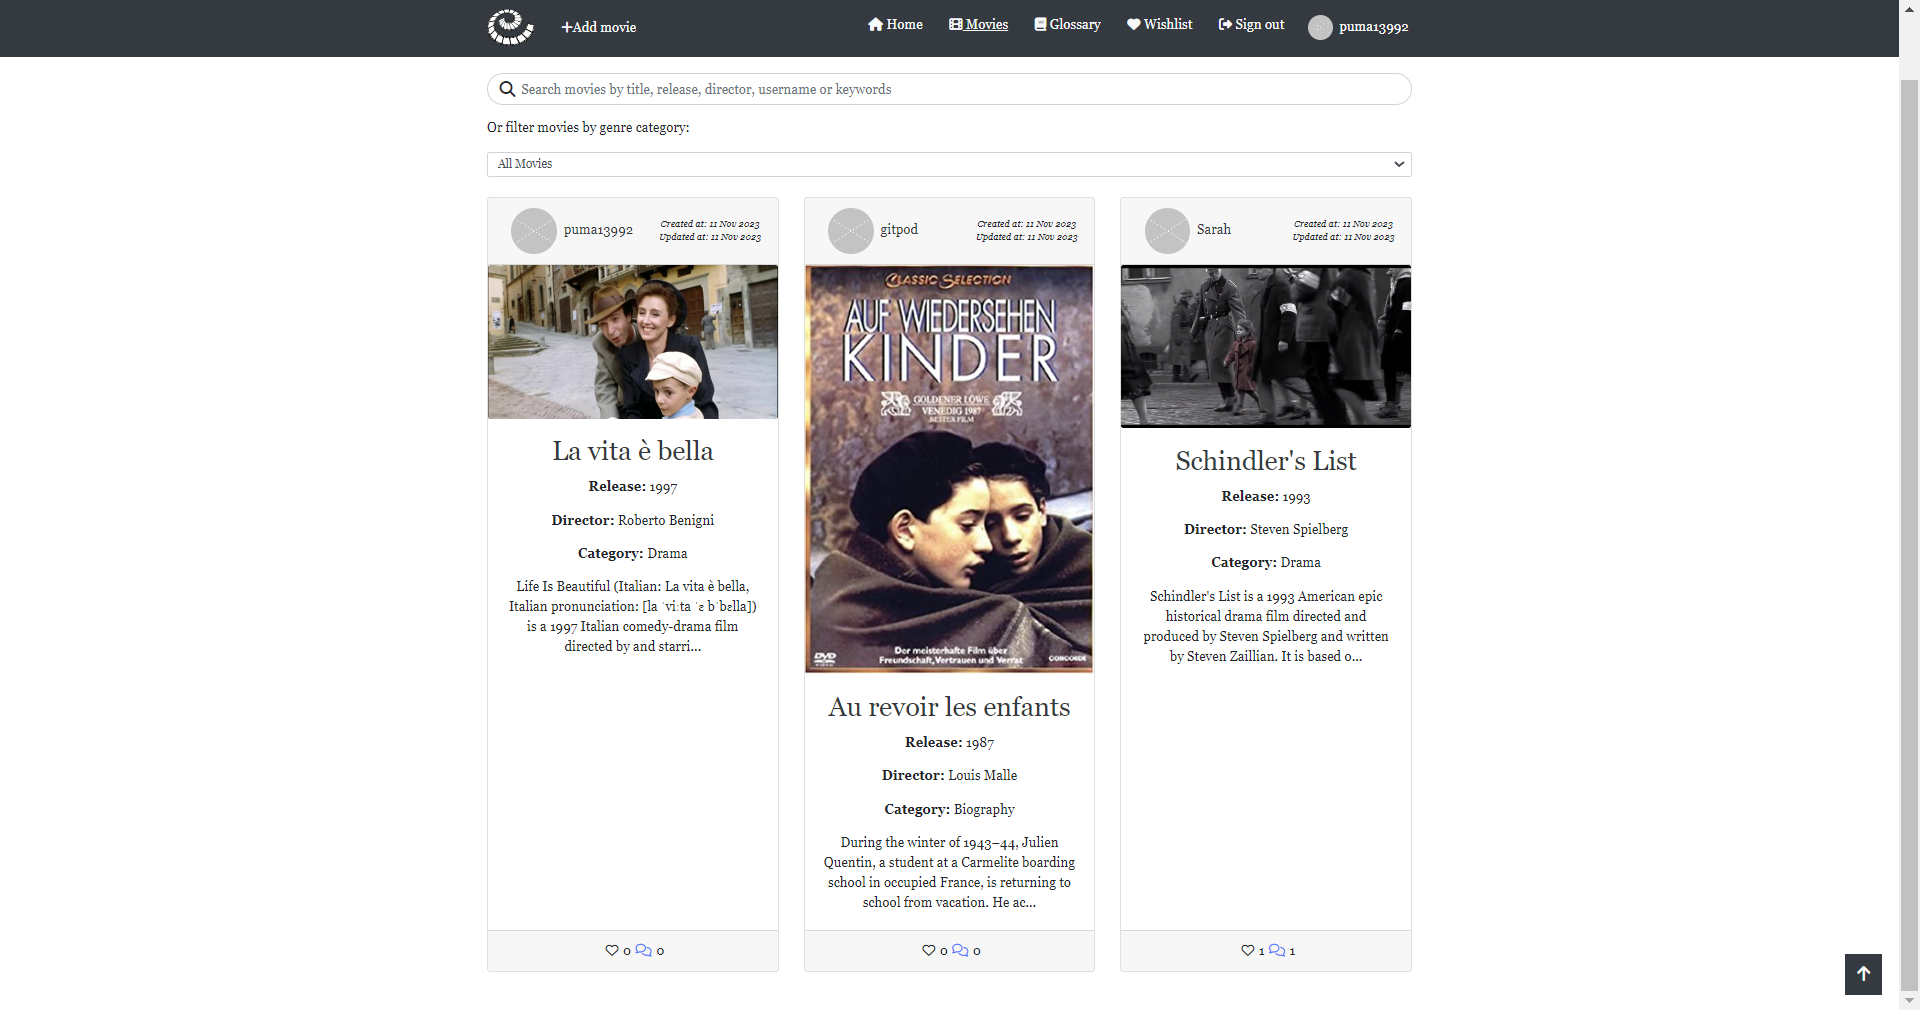 +Add movie
Home
Movies
Glossary
Wishlist
Sign out
puma13992
Search movies by title, release, director, username or keywords
Or filter movies by genre category:
All Movies
puma13992
Created at: 11 Nov 2023
Updated at: 11 Nov 2023
La vita è bella
Release: 1997
Director: Roberto Benigni
Category: Drama
Life Is Beautiful (Italian: La vita è bella,
Italian pronunciation: [la ˈviːta ˈɛ bˈbɛlla])
is a 1997 Italian comedy-drama film
directed by and starri...
0 0
gitpod
Created at: 11 Nov 2023
Updated at: 11 Nov 2023
CLASSIC SELECTION
AUF WIEDERSEHEN
KINDER
GOLDENER LÖWE
VENEDIG 1987
BESTER FILM
DVD
VIDEO
Der meisterhafte Film über
Freundschaft, Vertrauen und Verrat
CONCORDE
Au revoir les enfants
Release: 1987
Director: Louis Malle
Category: Biography
During the winter of 1943–44, Julien
Quentin, a student at a Carmelite boarding
school in occupied France, is returning to
school from vacation. He ac...
0 0
Sarah
Created at: 11 Nov 2023
Updated at: 11 Nov 2023
Schindler's List
Release: 1993
Director: Steven Spielberg
Category: Drama
Schindler's List is a 1993 American epic
historical drama film directed and
produced by Steven Spielberg and written
by Steven Zaillian. It is based o...
1 1